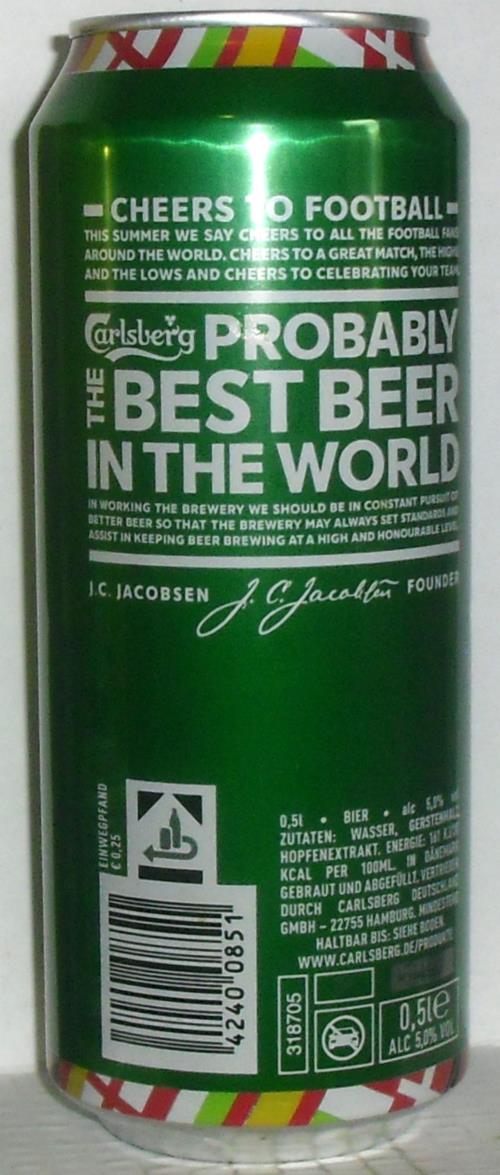 CHEERS TO FOOTBALL
THIS SUMMER WE SAY CHEERS TO ALL THE FOOTBALL FANS
AROUND THE WORLD. CHEERS TO A GREAT MATCH, THE HIGHS
AND THE LOWS AND CHEERS TO CELEBRATING YOUR TEAM.
Carlsberg PROBABLY
THE BEST BEER
IN THE WORLD
IN WORKING THE BREWERY WE SHOULD BE IN CONSTANT PURSUIT OF
BETTER BEER SO THAT THE BREWERY MAY ALWAYS SET STANDARDS AND
ASSIST IN KEEPING BEER BREWING AT A HIGH AND HONOURABLE LEVEL
J.C. JACOBSEN J. C. Jacobsen FOUNDER
EINWEGPFAND
€ 0,25
4240 0851
0,5l • BIER • alc 5,0%
ZUTATEN: WASSER, GERSTENMALZ,
HOPFENEXTRAKT. ENERGIE: 161
KCAL PER 100ML. IN DÄNEMARK
GEBRAUT UND ABGEFÜLLT. VERTRIEB
DURCH CARLSBERG DEUTSCHLAND
GMBH - 22755 HAMBURG. MINDESTENS
HALTBAR BIS: SIEHE BODEN.
WWW.CARLSBERG.DE/PRODUKTE
318705
0,5l e
ALC 5,0% VOL